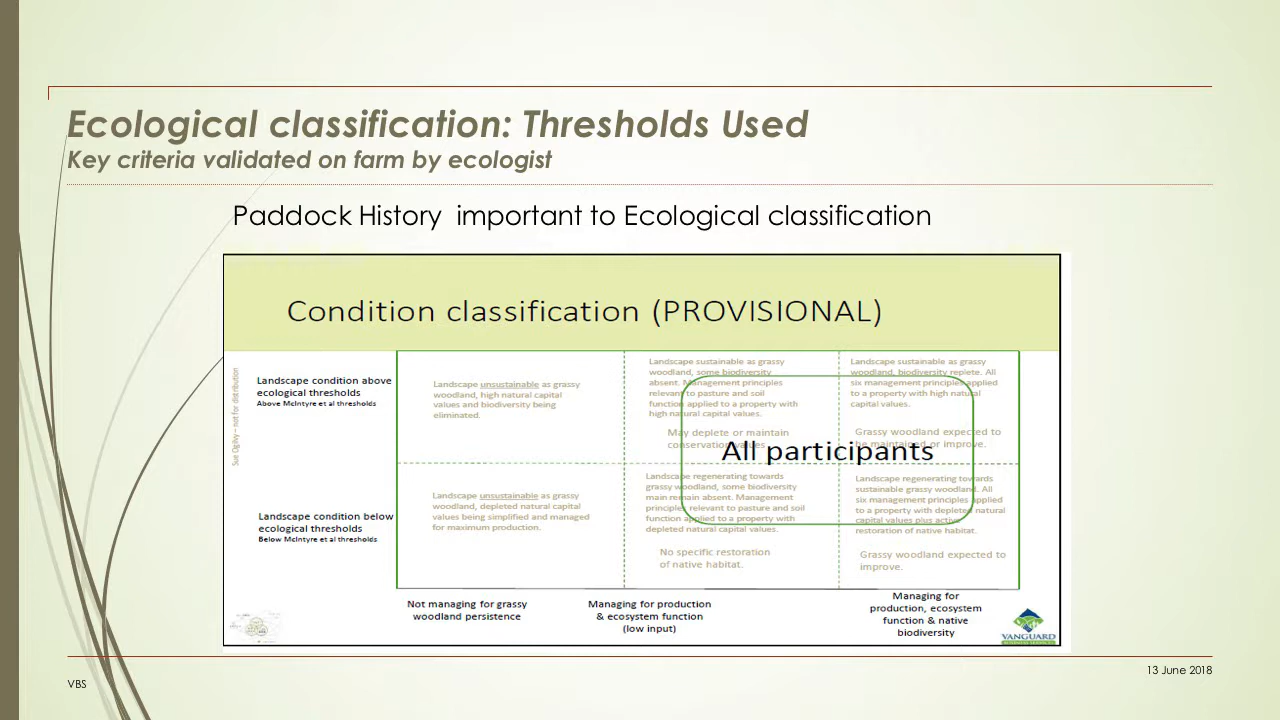 Ecological classification: Thresholds Used
Key criteria validated on farm by ecologist
Paddock History important to Ecological classification
Condition classification (PROVISIONAL)
Sue Ogilvy – not for distribution
Landscape condition above
ecological thresholds
Above McIntyre et al thresholds
Landscape unsustainable as grassy
woodland, high natural capital
values and biodiversity being
eliminated.
Landscape sustainable as grassy
woodland, some biodiversity
absent. Management principles
relevant to pasture and soil
function applied to a property with
high natural capital values.
May deplete or maintain
conservation values
Landscape sustainable as grassy
woodland, biodiversity replete. All
six management principles applied
to a property with high natural
capital values.
Grassy woodland expected to
be maintained or improve.
All participants
Landscape condition below
ecological thresholds
Below McIntyre et al thresholds
Landscape unsustainable as grassy
woodland, depleted natural capital
values being simplified and managed
for maximum production.
Landscape regenerating towards
grassy woodland, some biodiversity
main remain absent. Management
principles relevant to pasture and soil
function applied to a property with
depleted natural capital values.
No specific restoration
of native habitat.
Landscape regenerating towards
sustainable grassy woodland. All
six management principles applied
to a property with depleted natural
capital values plus active
restoration of native habitat.
Grassy woodland expected to
improve.
Not managing for grassy
woodland persistence
Managing for production
& ecosystem function
(low input)
Managing for
production, ecosystem
function & native
biodiversity
VANGUARD
13 June 2018
VBS